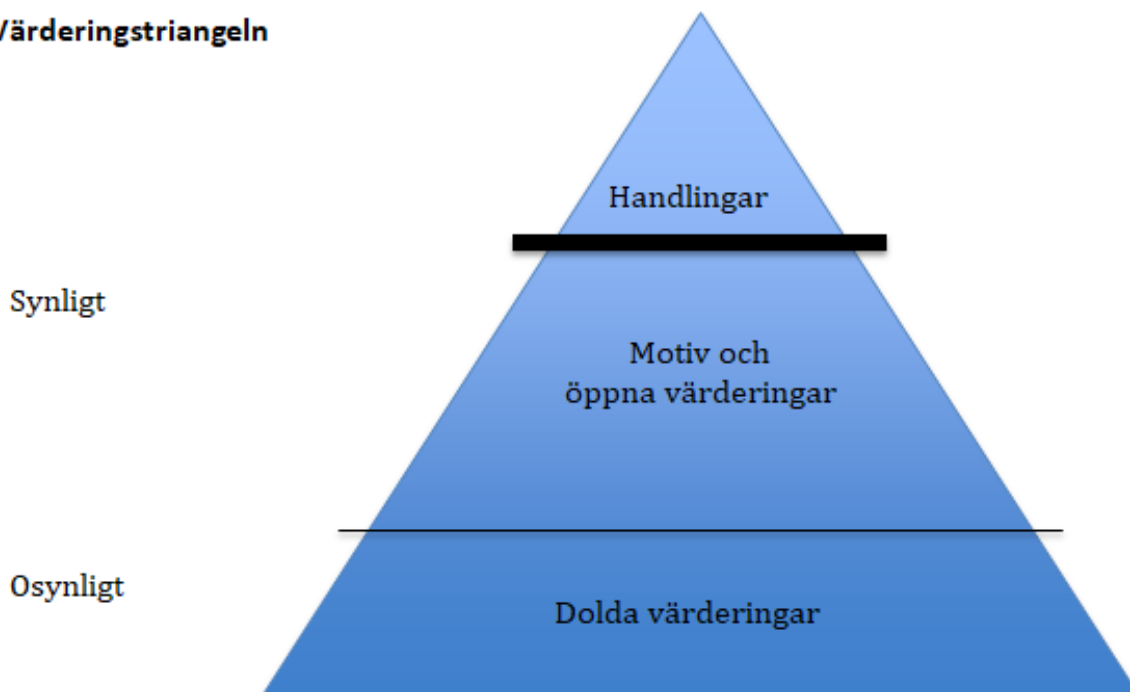 Värderingstriangeln
Handlingar
Synligt
Motiv och
öppna värderingar
Osynligt
Dolda värderingar